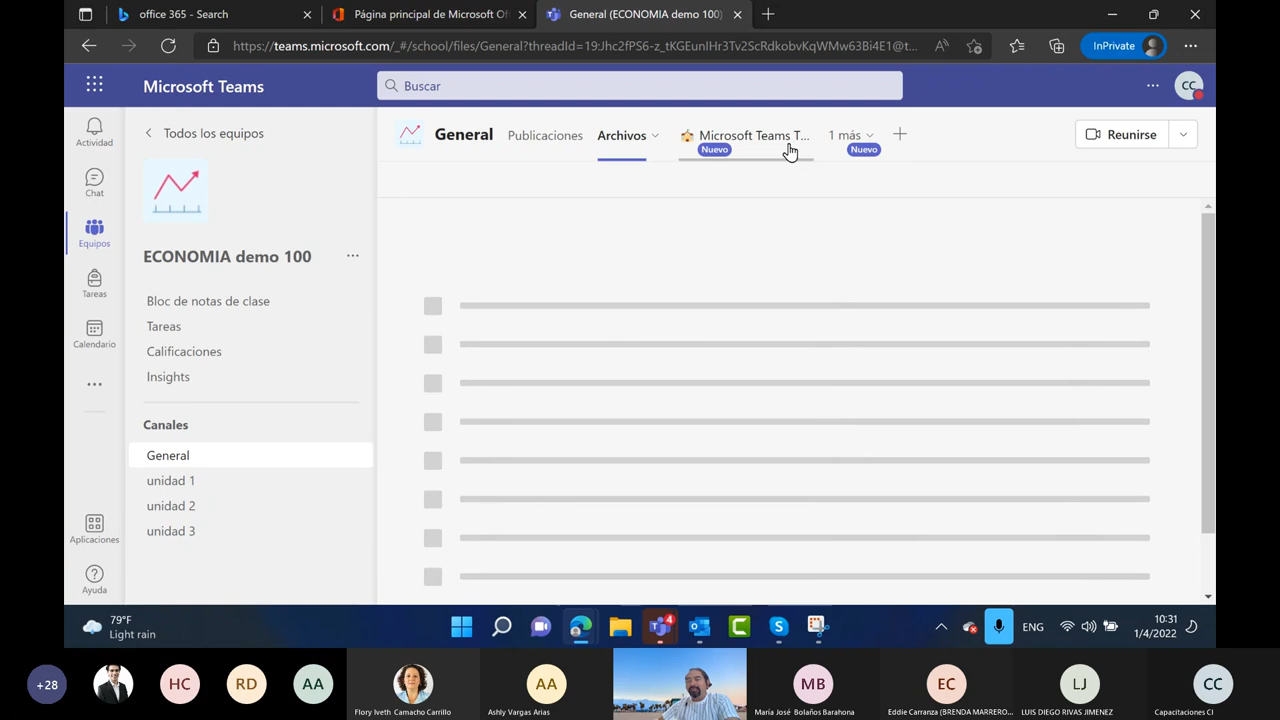 office 365 - Search
Página principal de Microsoft Of
General (ECONOMIA demo 100)
https://teams.microsoft.com/_#/school/files/General?threadId=19:Jhc2fPS6-z_tKGEunIHr3Tv2ScRdkobvKqWMw63Bi4E1@t...
InPrivate
Microsoft Teams
Buscar
CC
Actividad
Chat
Equipos
Tareas
Calendario
Aplicaciones
Ayuda
Todos los equipos
ECONOMIA demo 100
Bloc de notas de clase
Tareas
Calificaciones
Insights
Canales
General
unidad 1
unidad 2
unidad 3
General
Publicaciones
Archivos
Microsoft Teams T...
Nuevo
1 más
Nuevo
Reunirse
79°F
Light rain
4
ENG
10:31
1/4/2022
+28
HC
RD
AA
Flory Iveth Camacho Carrillo
AA
Ashly Vargas Arias
MB
María José Bolaños Barahona
EC
Eddie Carranza (BRENDA MARRERO...
LJ
LUIS DIEGO RIVAS JIMENEZ
CC
Capacitaciones CI